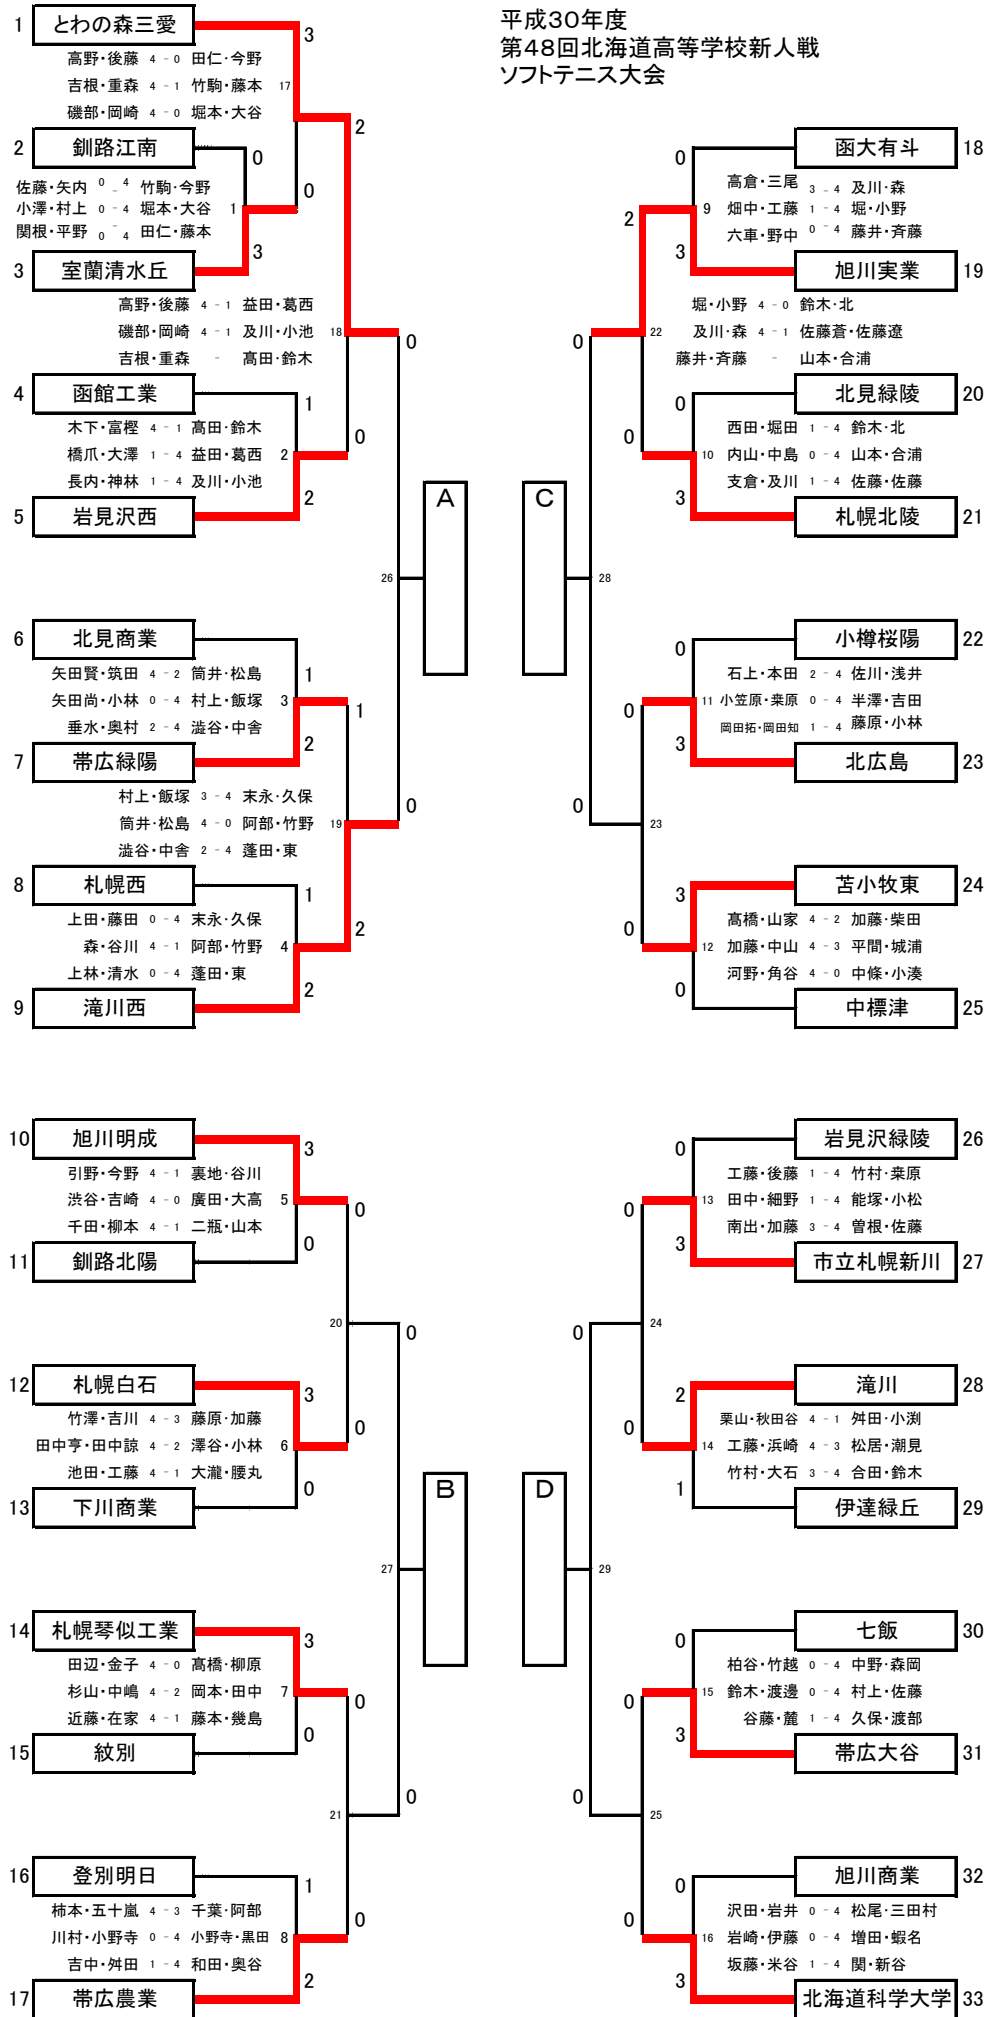 平成30年度
第48回北海道高等学校新人戦
ソフトテニス大会
1 とわの森三愛 3
高野・後藤 4 - 0 田仁・今野
吉根・重森 4 - 1 竹駒・藤本 17
磯部・岡崎 4 - 0 堀本・大谷
2
2 釧路江南 0
佐藤・矢内 0 - 4 竹駒・今野
0
小澤・村上 0 - 4 堀本・大谷 1
関根・平野 0 - 4 田仁・藤本
3 室蘭清水丘 3
高野・後藤 4 - 1 益田・葛西
磯部・岡崎 4 - 1 及川・小池 18
0
吉根・重森 - 髙田・鈴木
4 函館工業 1
木下・富樫 4 - 1 髙田・鈴木
0
橋爪・大澤 1 - 4 益田・葛西 2
長内・神林 1 - 4 及川・小池
2
5 岩見沢西
A
26
6 北見商業 1
矢田賢・筑田 4 - 2 筒井・松島
矢田尚・小林 0 - 4 村上・飯塚 3
1
垂水・奥村 2 - 4 澁谷・中舎
2
7 帯広緑陽
村上・飯塚 3 - 4 末永・久保
0
筒井・松島 4 - 0 阿部・竹野 19
澁谷・中舎 2 - 4 蓬田・東
8 札幌西 1
上田・藤田 0 - 4 末永・久保
2
森・谷川 4 - 1 阿部・竹野 4
上林・清水 0 - 4 蓬田・東
2
9 滝川西
10 旭川明成 3
引野・今野 4 - 1 裏地・谷川
渋谷・吉崎 4 - 0 廣田・大高 5
0
千田・柳本 4 - 1 二瓶・山本
0
11 釧路北陽
20
0
12 札幌白石 3
竹澤・吉川 4 - 3 藤原・加藤
0
田中亨・田中諒 4 - 2 澤谷・小林 6
池田・工藤 4 - 1 大瀧・腰丸
0
13 下川商業
B
27
14 札幌琴似工業 3
田辺・金子 4 - 0 髙橋・柳原
杉山・中嶋 4 - 2 岡本・田中 7
0
近藤・在家 4 - 1 藤本・幾島
0
15 紋別
0
21
16 登別明日 1
柿本・五十嵐 4 - 3 千葉・阿部
0
川村・小野寺 0 - 4 小野寺・黒田 8
吉中・舛田 1 - 4 和田・奥谷
2
17 帯広農業
0 函大有斗 18
高倉・三尾 3 - 4 及川・森
2
9 畑中・工藤 1 - 4 堀・小野
六車・野中 0 - 4 藤井・斉藤
3
旭川実業 19
堀・小野 4 - 0 鈴木・北
22 及川・森 4 - 1 佐藤蒼・佐藤遼
0
藤井・斉藤 - 山本・合浦
0 北見緑陵 20
西田・堀田 1 - 4 鈴木・北
0
10 内山・中島 0 - 4 山本・合浦
支倉・及川 1 - 4 佐藤・佐藤
3
札幌北陵 21
C
28
0 小樽桜陽 22
石上・本田 2 - 4 佐川・浅井
11 小笠原・桒原 0 - 4 半澤・吉田
0
岡田拓・岡田知 1 - 4 藤原・小林
3
北広島 23
0
23
3 苫小牧東 24
髙橋・山家 4 - 2 加藤・柴田
0
12 加藤・中山 4 - 3 平間・城浦
河野・角谷 4 - 0 中條・小湊
0
中標津 25
0 岩見沢緑陵 26
工藤・後藤 1 - 4 竹村・桒原
13 田中・細野 1 - 4 能塚・小松
0
南出・加藤 3 - 4 曽根・佐藤
3
市立札幌新川 27
0
24
2 滝川 28
栗山・秋田谷 4 - 1 舛田・小渕
0
14 工藤・浜崎 4 - 3 松居・潮見
竹村・大石 3 - 4 合田・鈴木
1
伊達緑丘 29
D
29
0 七飯 30
柏谷・竹越 0 - 4 中野・森岡
15 鈴木・渡邊 0 - 4 村上・佐藤
0
谷藤・麓 1 - 4 久保・渡部
3
帯広大谷 31
0
25
0 旭川商業 32
沢田・岩井 0 - 4 松尾・三田村
0
16 岩崎・伊藤 0 - 4 増田・蝦名
坂藤・米谷 1 - 4 関・新谷
3
北海道科学大学 33